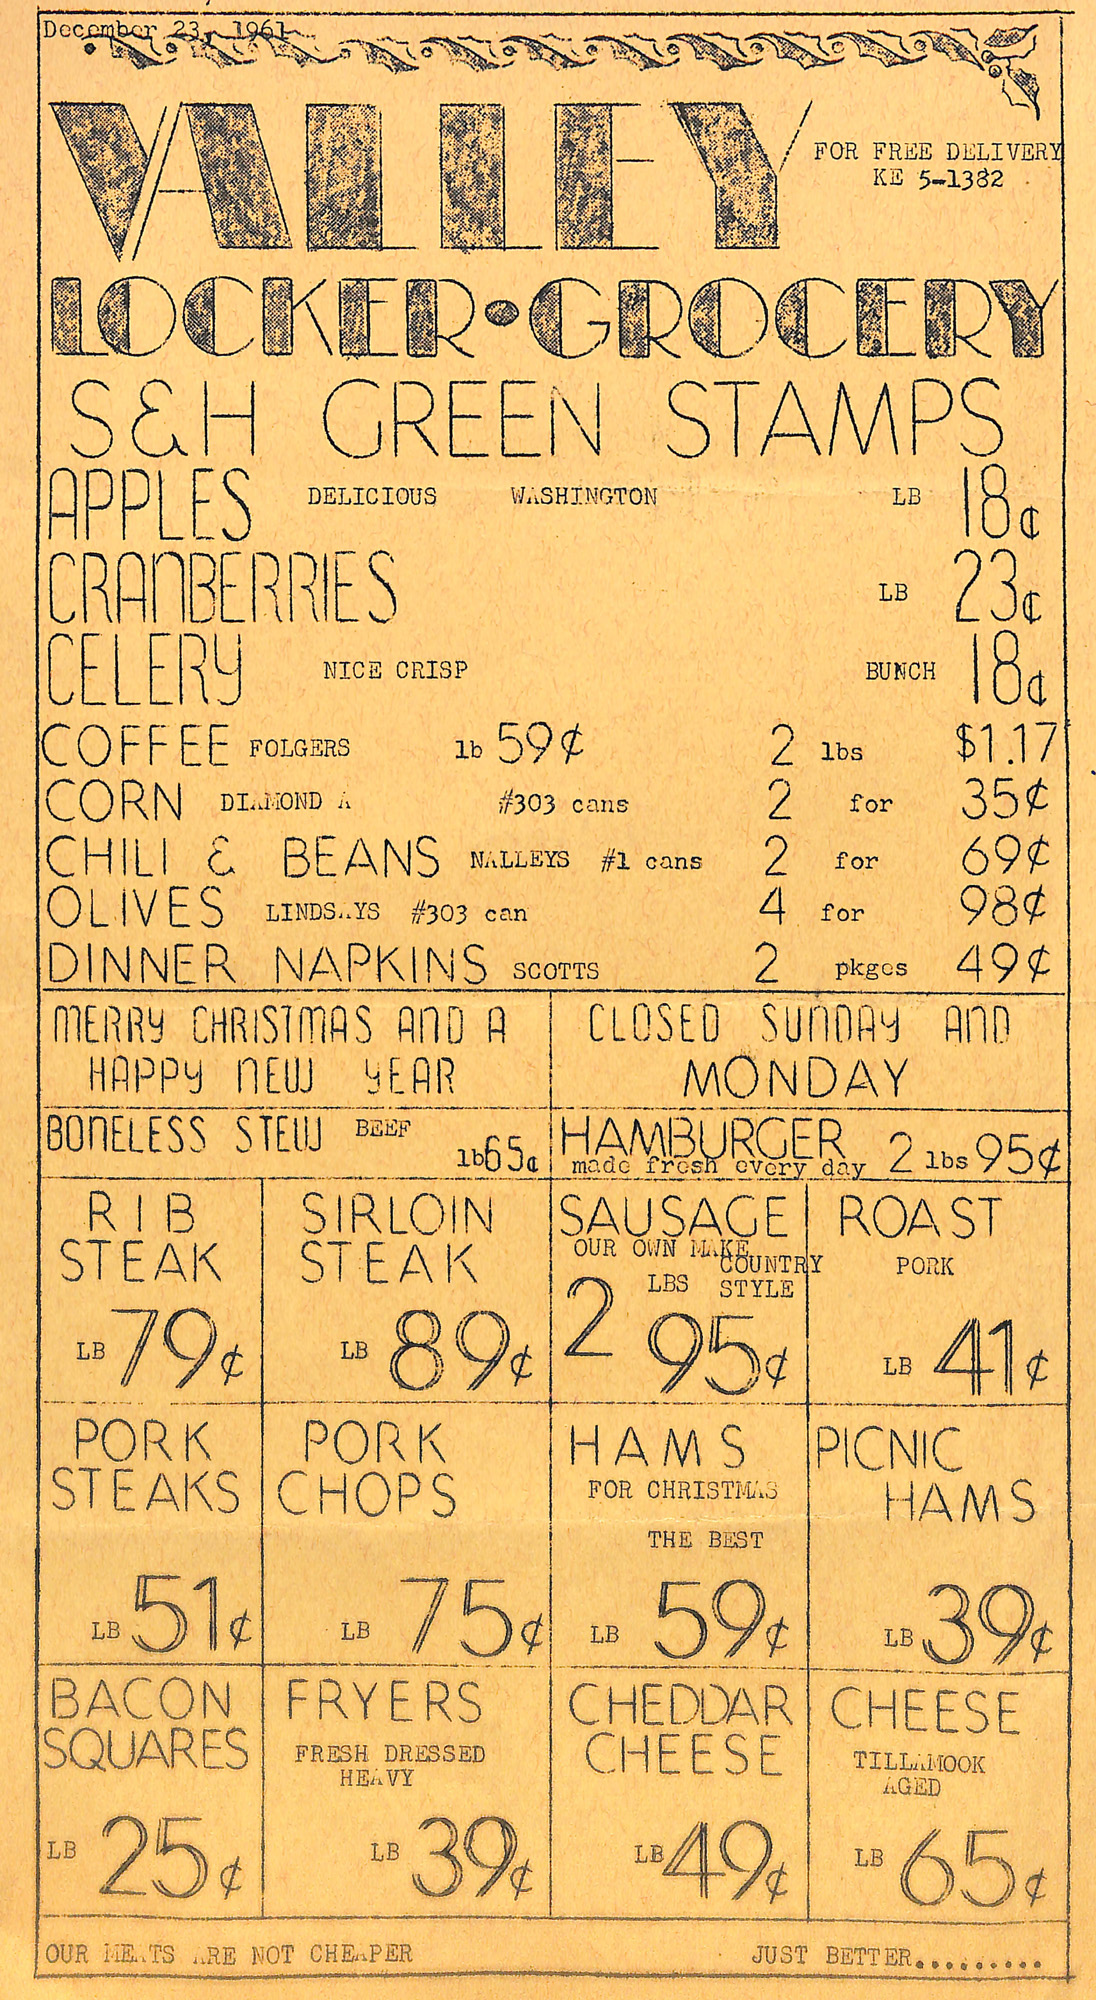 December 23, 1961
VALLEY
FOR FREE DELIVERY
KE 5-1382
LOCKER • GROCERY
S&H GREEN STAMPS
APPLES DELICIOUS WASHINGTON LB 18¢
CRANBERRIES LB 23¢
CELERY NICE CRISP BUNCH 18¢
COFFEE FOLGERS lb 59¢ 2 lbs $1.17
CORN DIAMOND A #303 cans 2 for 35¢
CHILI & BEANS NALLEYS #1 cans 2 for 69¢
OLIVES LINDSAYS #303 can 4 for 98¢
DINNER NAPKINS SCOTTS 2 pkges 49¢
MERRY CHRISTMAS AND A
HAPPY NEW YEAR
CLOSED SUNDAY AND
MONDAY
BONELESS STEW BEEF
lb 65¢
HAMBURGER 2 lbs 95¢
made fresh every day
RIB
STEAK
LB 79¢
SIRLOIN
STEAK
LB 89¢
SAUSAGE
OUR OWN MAKE
COUNTRY
STYLE
2 LBS
95¢
ROAST
PORK
LB 41¢
PORK
STEAKS
LB 51¢
PORK
CHOPS
LB 75¢
HAMS
FOR CHRISTMAS
THE BEST
LB 59¢
PICNIC
HAMS
LB 39¢
BACON
SQUARES
LB 25¢
FRYERS
FRESH DRESSED
HEAVY
LB 39¢
CHEDDAR
CHEESE
LB 49¢
CHEESE
TILLAMOOK
AGED
LB 65¢
OUR MEATS ARE NOT CHEAPER JUST BETTER.........